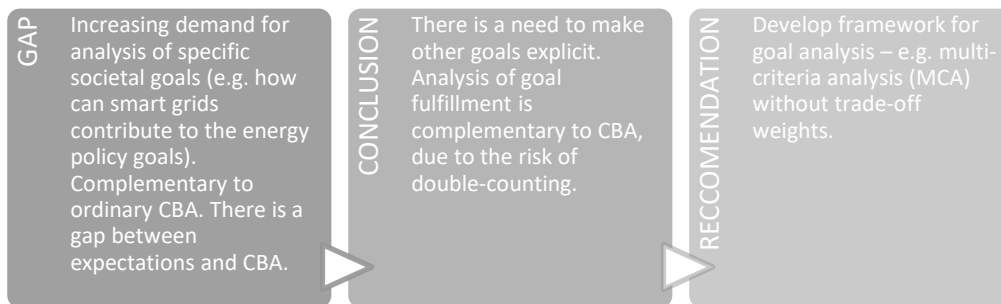 GAP
Increasing demand for
analysis of specific
societal goals (e.g. how
can smart grids
contribute to the energy
policy goals).
Complementary to
ordinary CBA. There is a
gap between
expectations and CBA.
CONCLUSION
There is a need to make
other goals explicit.
Analysis of goal
fulfillment is
complementary to CBA,
due to the risk of
double-counting.
RECCOMENDATION
Develop framework for
goal analysis – e.g. multi-
criteria analysis (MCA)
without trade-off
weights.